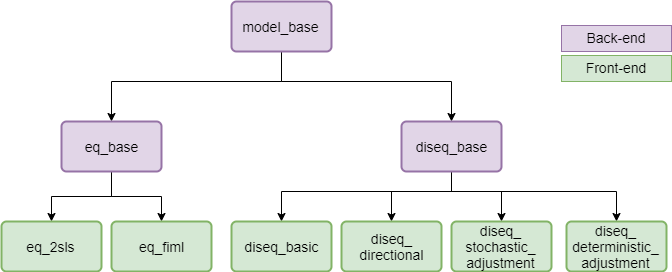 model_base
Back-end
Front-end
eq_base
diseq_base
eq_2sls
eq_fiml
diseq_basic
diseq_
directional
diseq_
stochastic_
adjustment
diseq_
deterministic_
adjustment